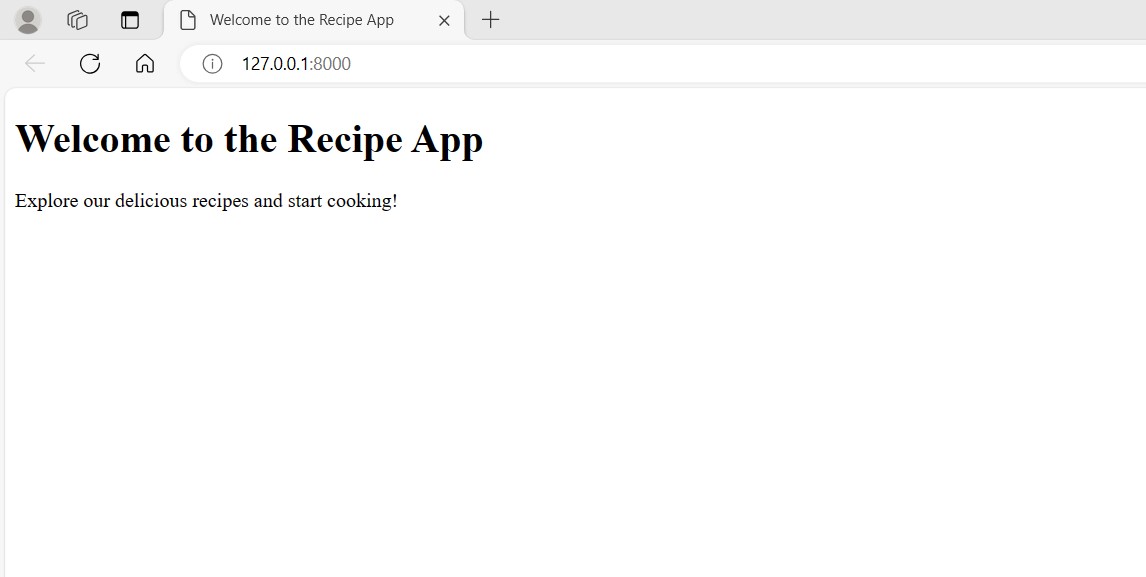 Welcome to the Recipe App
127.0.0.1:8000
Welcome to the Recipe App
Explore our delicious recipes and start cooking!